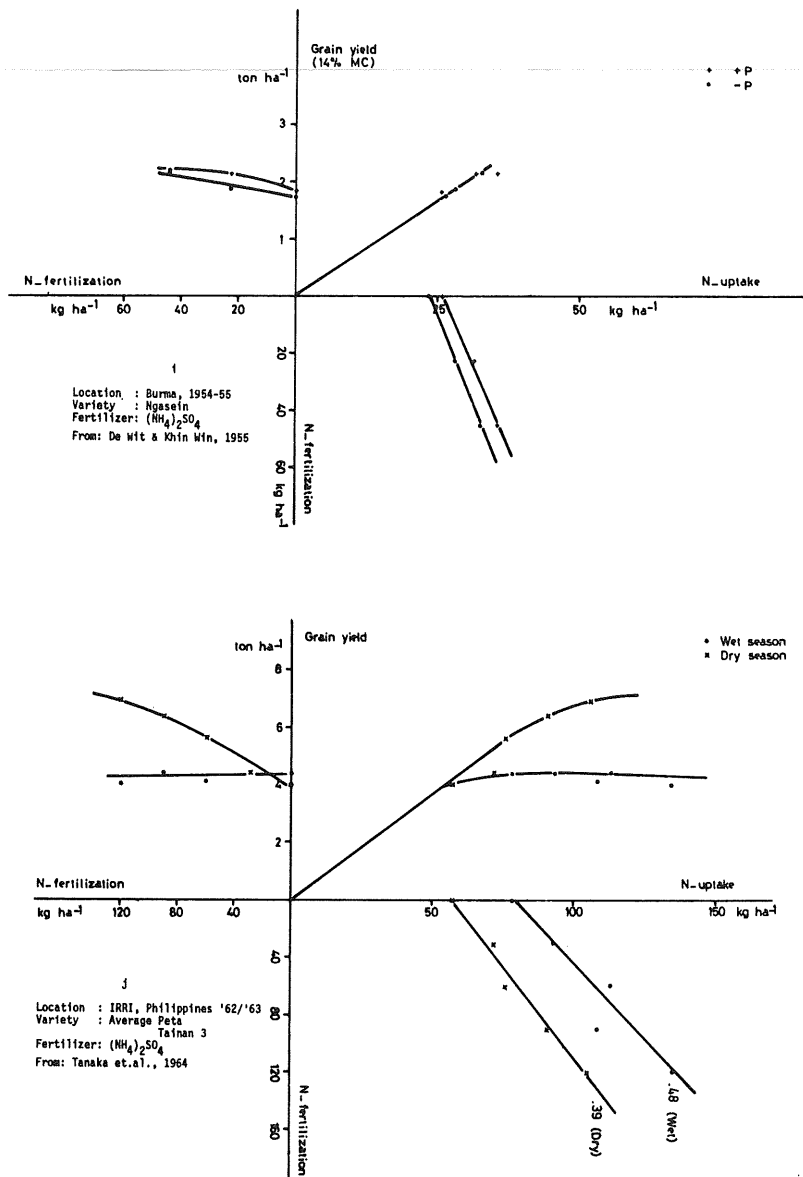 Grain yield
(14% MC)
ton ha⁻¹
+ + P
• - P
3
2
1
N_fertilization
N_uptake
kg ha⁻¹ 60 40 20
25 50 kg ha⁻¹
20
40
60 kg ha⁻¹
N_fertilization
i
Location : Burma, 1954-55
Variety : Ngasein
Fertilizer: (NH₄)₂SO₄
From: De Wit & Khin Win, 1955
Grain yield
ton ha⁻¹
• Wet season
x Dry season
8
6
4
2
N_fertilization
N_uptake
kg ha⁻¹ 120 80 40
50 100 150 kg ha⁻¹
40
80
120
160
N_fertilization
.39 (Dry)
.48 (Wet)
j
Location : IRRI, Philippines '62/'63
Variety : Average Peta
Tainan 3
Fertilizer: (NH₄)₂SO₄
From: Tanaka et.al., 1964